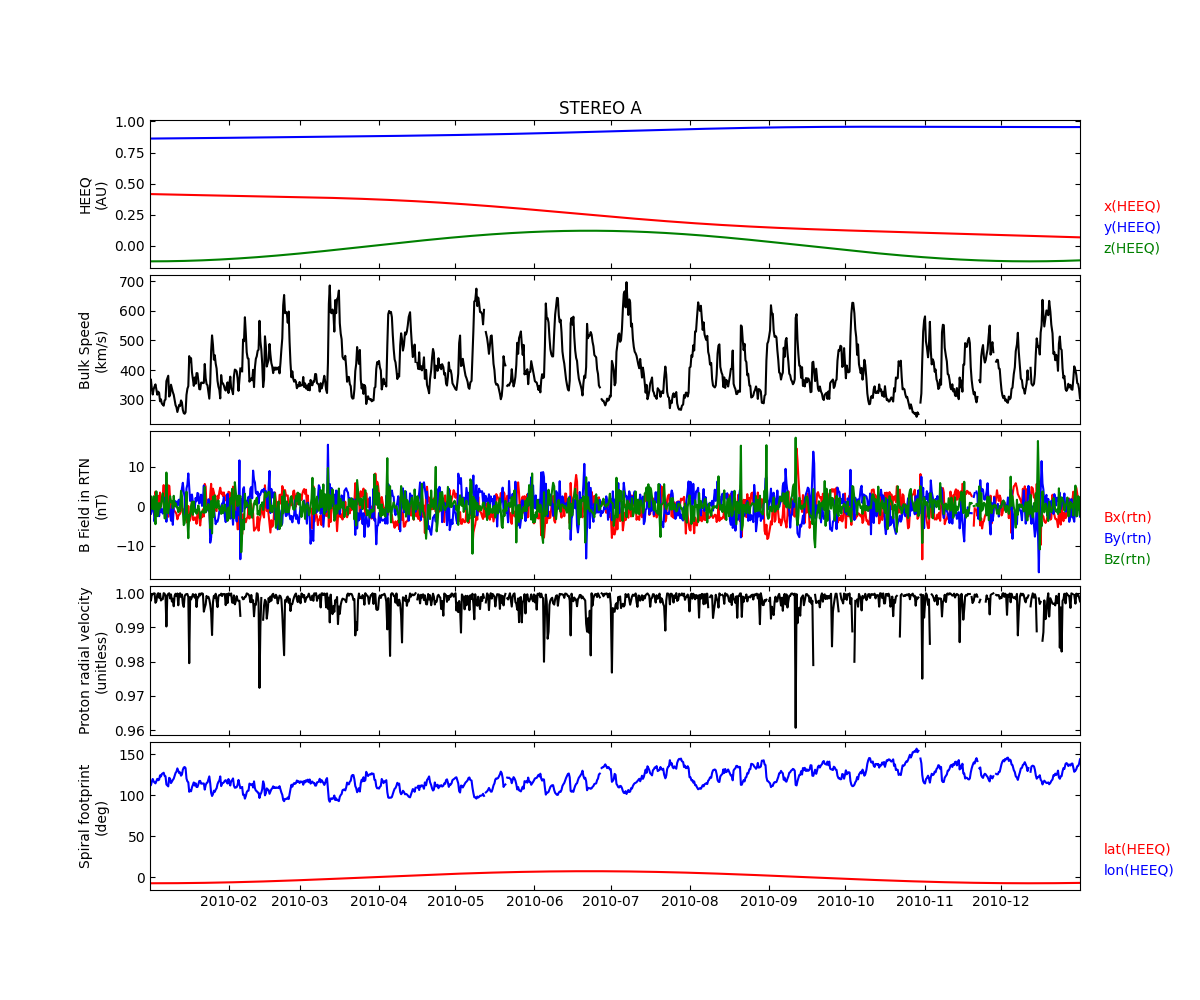 STEREO A
1.00
0.75
0.50
0.25
0.00
HEEQ
(AU)
x(HEEQ)
y(HEEQ)
z(HEEQ)
700
600
500
400
300
Bulk Speed
(km/s)
10
0
−10
B Field in RTN
(nT)
Bx(rtn)
By(rtn)
Bz(rtn)
1.00
0.99
0.98
0.97
0.96
Proton radial velocity
(unitless)
150
100
50
0
Spiral footprint
(deg)
lat(HEEQ)
lon(HEEQ)
2010-02 2010-03 2010-04 2010-05 2010-06 2010-07 2010-08 2010-09 2010-10 2010-11 2010-12